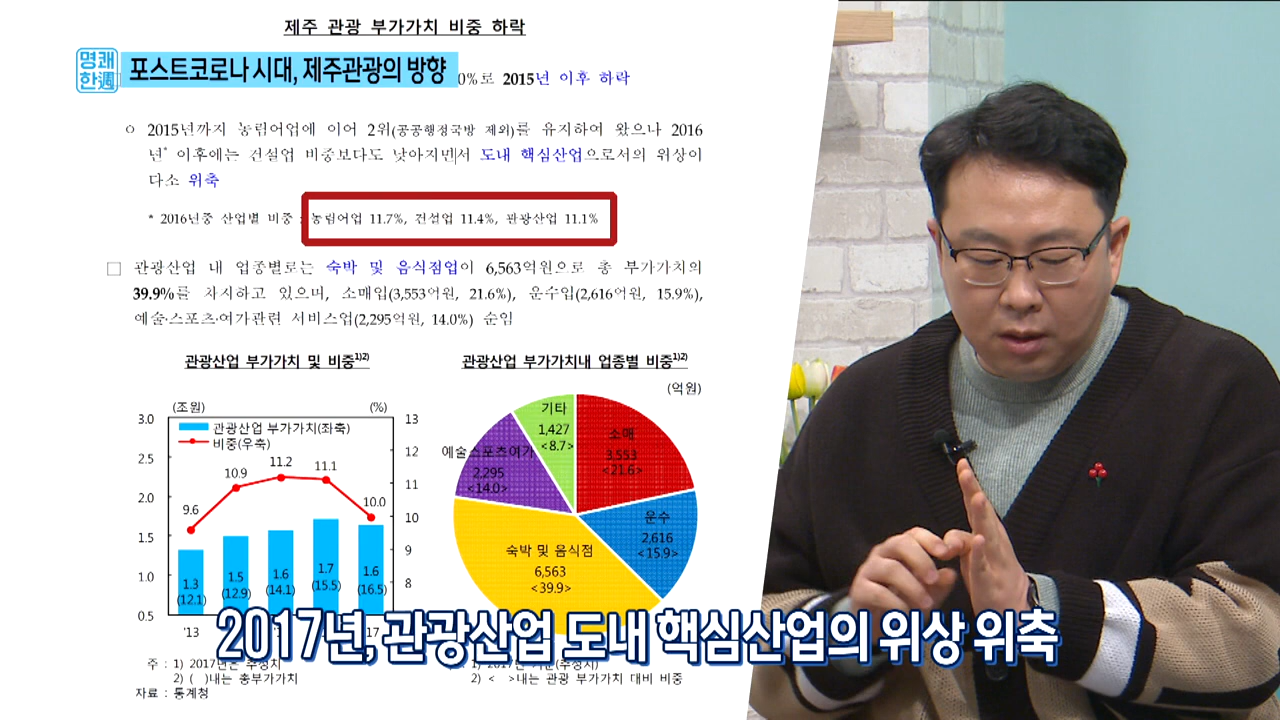 제주 관광 부가가치 비중 하락
명쾌
한週
포스트코로나 시대, 제주관광의 방향
0%로 2015년 이후 하락
○ 2015년까지 농림어업에 이어 2위(공공행정국방 제외)를 유지하여 왔으나 2016
년* 이후에는 건설업 비중보다도 낮아지면서 도내 핵심산업으로서의 위상이
다소 위축
* 2016년중 산업별 비중 : 농림어업 11.7%, 건설업 11.4%, 관광산업 11.1%
□ 관광산업 내 업종별로는 숙박 및 음식점업이 6,563억원으로 총 부가가치의
39.9%를 차지하고 있으며, 소매업(3,553억원, 21.6%), 운수업(2,616억원, 15.9%),
예술·스포츠·여가관련 서비스업(2,295억원, 14.0%) 순임
관광산업 부가가치 및 비중1)2)
(조원) (%)
관광산업 부가가치(좌축)
비중(우축)
3.0
2.5
2.0
1.5
1.0
0.5
13
12
11
10
9
8
9.6
10.9
11.2
11.1
10.0
1.3
(12.1)
1.5
(12.9)
1.6
(14.1)
1.7
(15.5)
1.6
(16.5)
'13
17
관광산업 부가가치내 업종별 비중1)2)
(억원)
기타
1,427
<8.7>
소매
3,553
<21.6>
예술스포츠여가
2,295
<14.0>
운수
2,616
<15.9>
숙박 및 음식점
6,563
<39.9>
2017년, 관광산업 도내 핵심산업의 위상 위축
주 : 1) 2017년은 추정치
2) ( )내는 총부가가치
자료 : 통계청
1) 2017년 기준(추정치)
2) < >내는 관광 부가가치 대비 비중